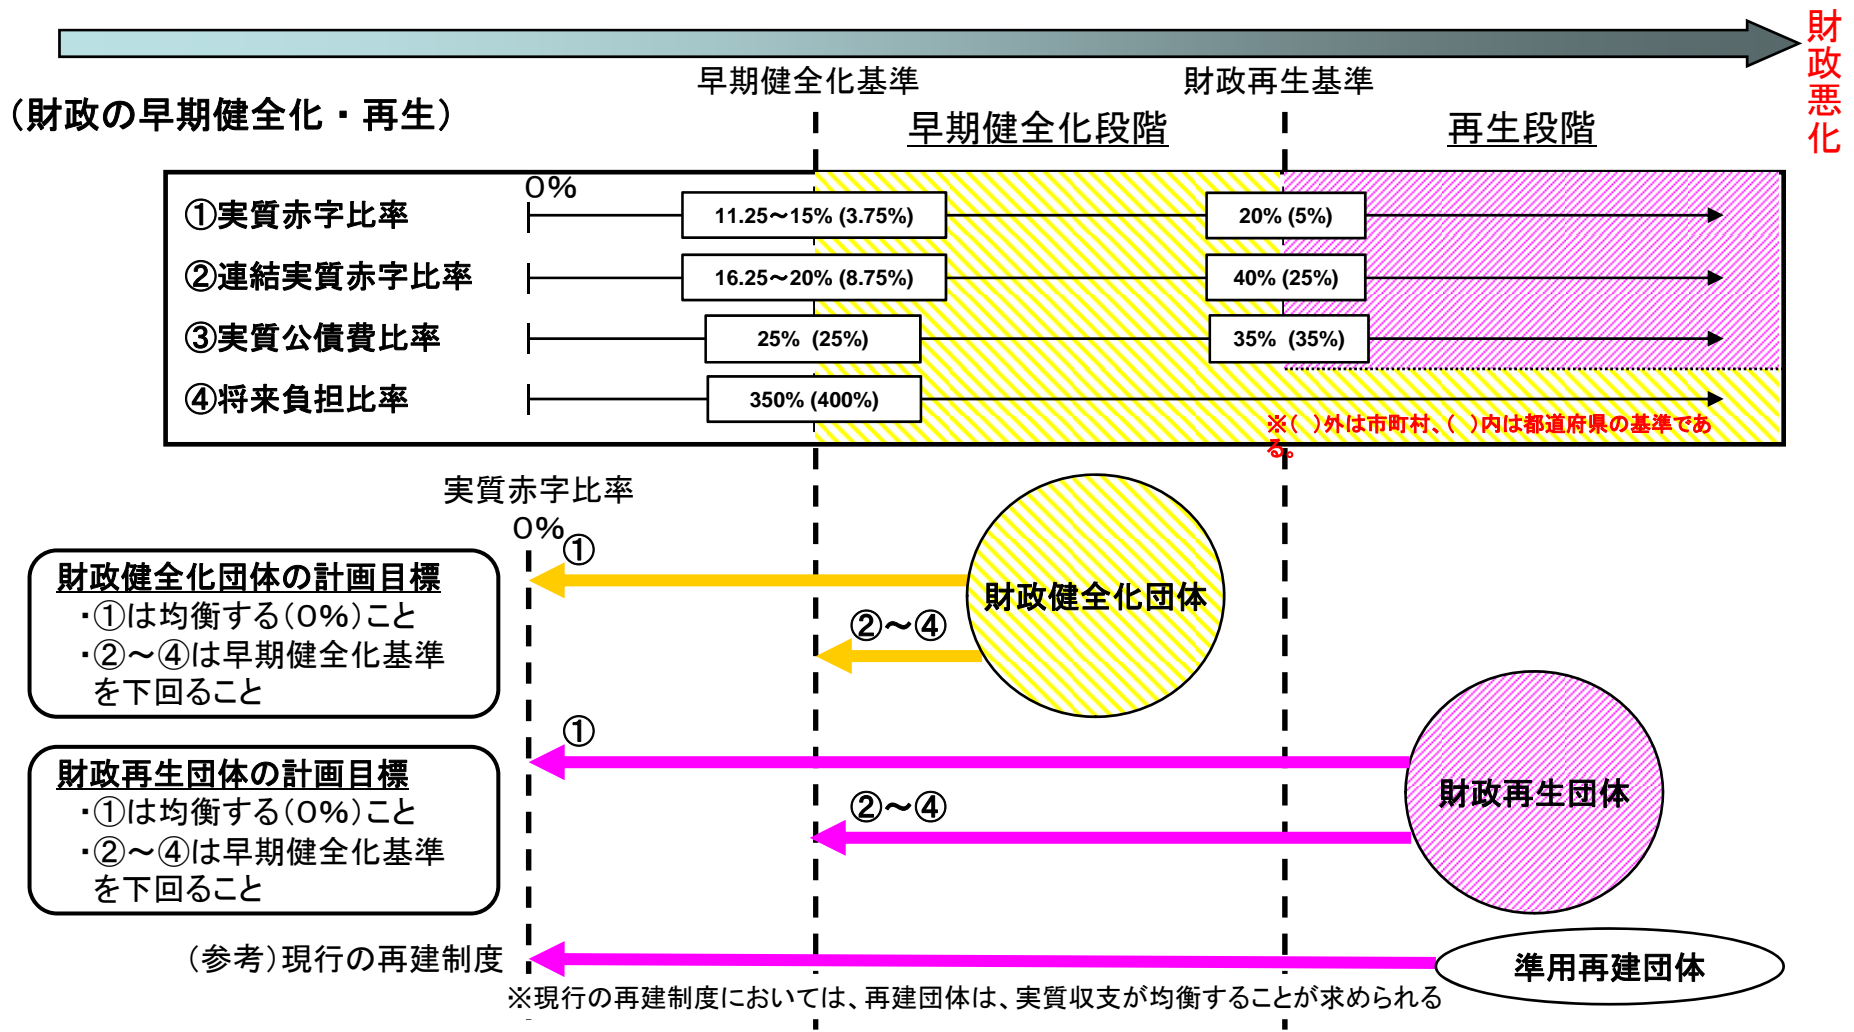 財政悪化
早期健全化基準
財政再生基準
（財政の早期健全化・再生）
早期健全化段階
再生段階
0%
①実質赤字比率
11.25～15% (3.75%)
20% (5%)
②連結実質赤字比率
16.25～20% (8.75%)
40% (25%)
③実質公債費比率
25% (25%)
35% (35%)
④将来負担比率
350% (400%)
※( )外は市町村、( )内は都道府県の基準であ
る。
実質赤字比率
0%
①
財政健全化団体の計画目標
・①は均衡する(0%)こと
・②～④は早期健全化基準
を下回ること
②～④
財政健全化団体
①
財政再生団体の計画目標
・①は均衡する(0%)こと
・②～④は早期健全化基準
を下回ること
②～④
財政再生団体
(参考)現行の再建制度
準用再建団体
※現行の再建制度においては、再建団体は、実質収支が均衡することが求められる